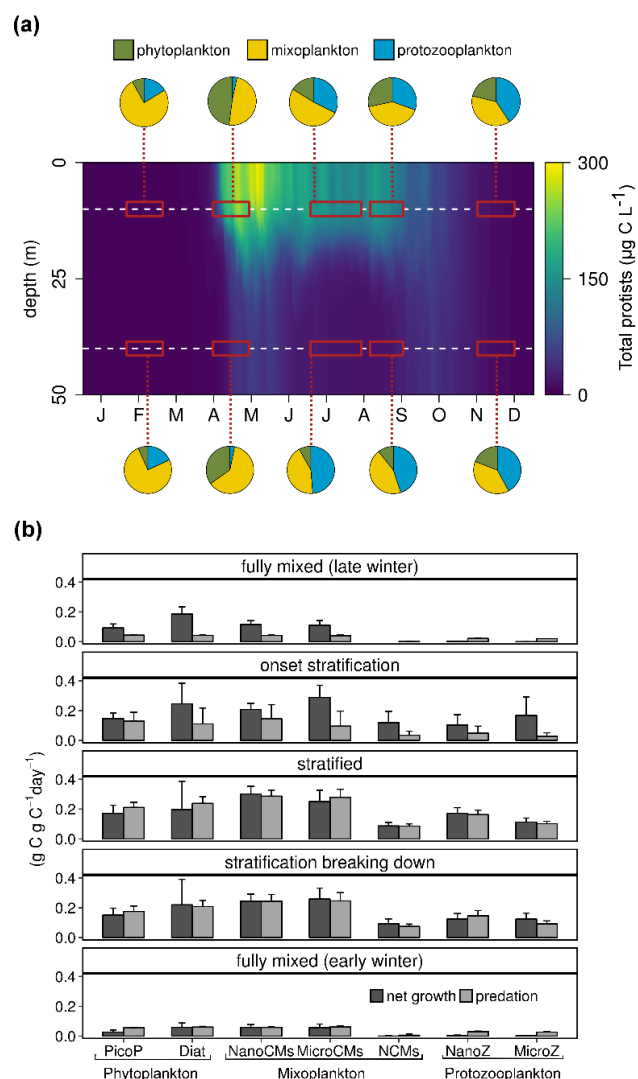 (a)
phytoplankton mixoplankton protozooplankton
0
25
50
depth (m)
J F M A M J J A S O N D
300
150
0
Total protists (µg C L⁻¹)
(b)
(g C g C⁻¹day⁻¹)
fully mixed (late winter)
0.4
0.2
0.0
onset stratification
0.4
0.2
0.0
stratified
0.4
0.2
0.0
stratification breaking down
0.4
0.2
0.0
fully mixed (early winter)
0.4
0.2
0.0
net growth predation
PicoP Diat NanoCMs MicroCMs NCMs NanoZ MicroZ
Phytoplankton Mixoplankton Protozooplankton